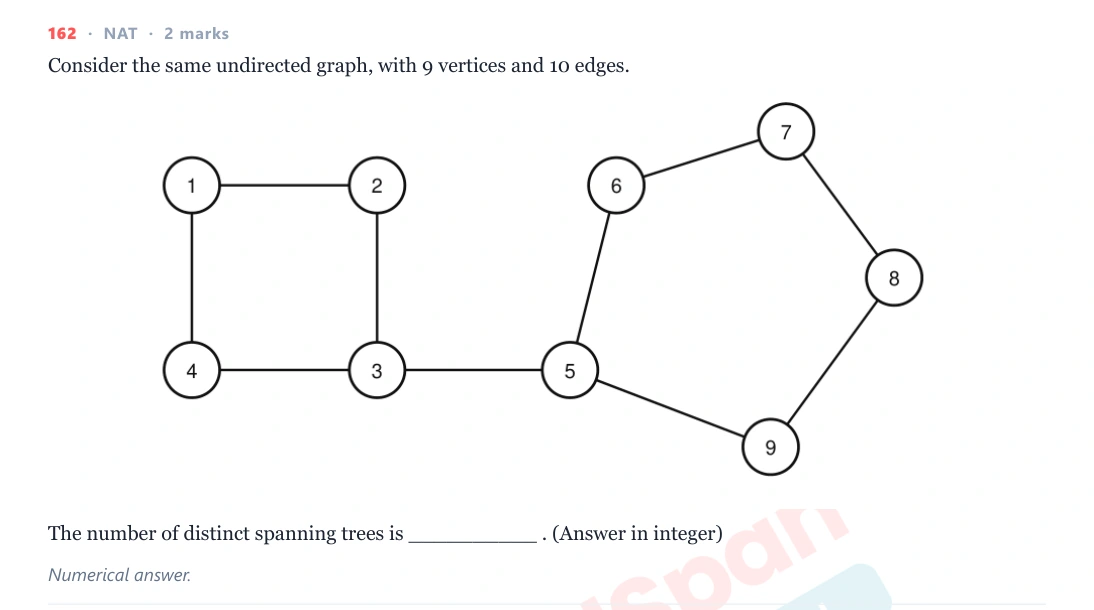 162 · NAT · 2 marks
Consider the same undirected graph, with 9 vertices and 10 edges.
7
1
2
6
8
4
3
5
9
The number of distinct spanning trees is ____________ . (Answer in integer)
Numerical answer.